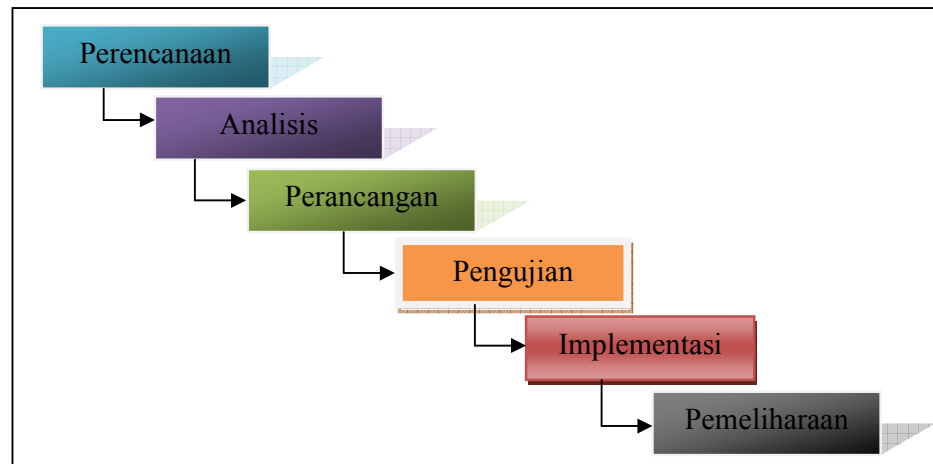 Perencanaan
Analisis
Perancangan
Pengujian
Implementasi
Pemeliharaan